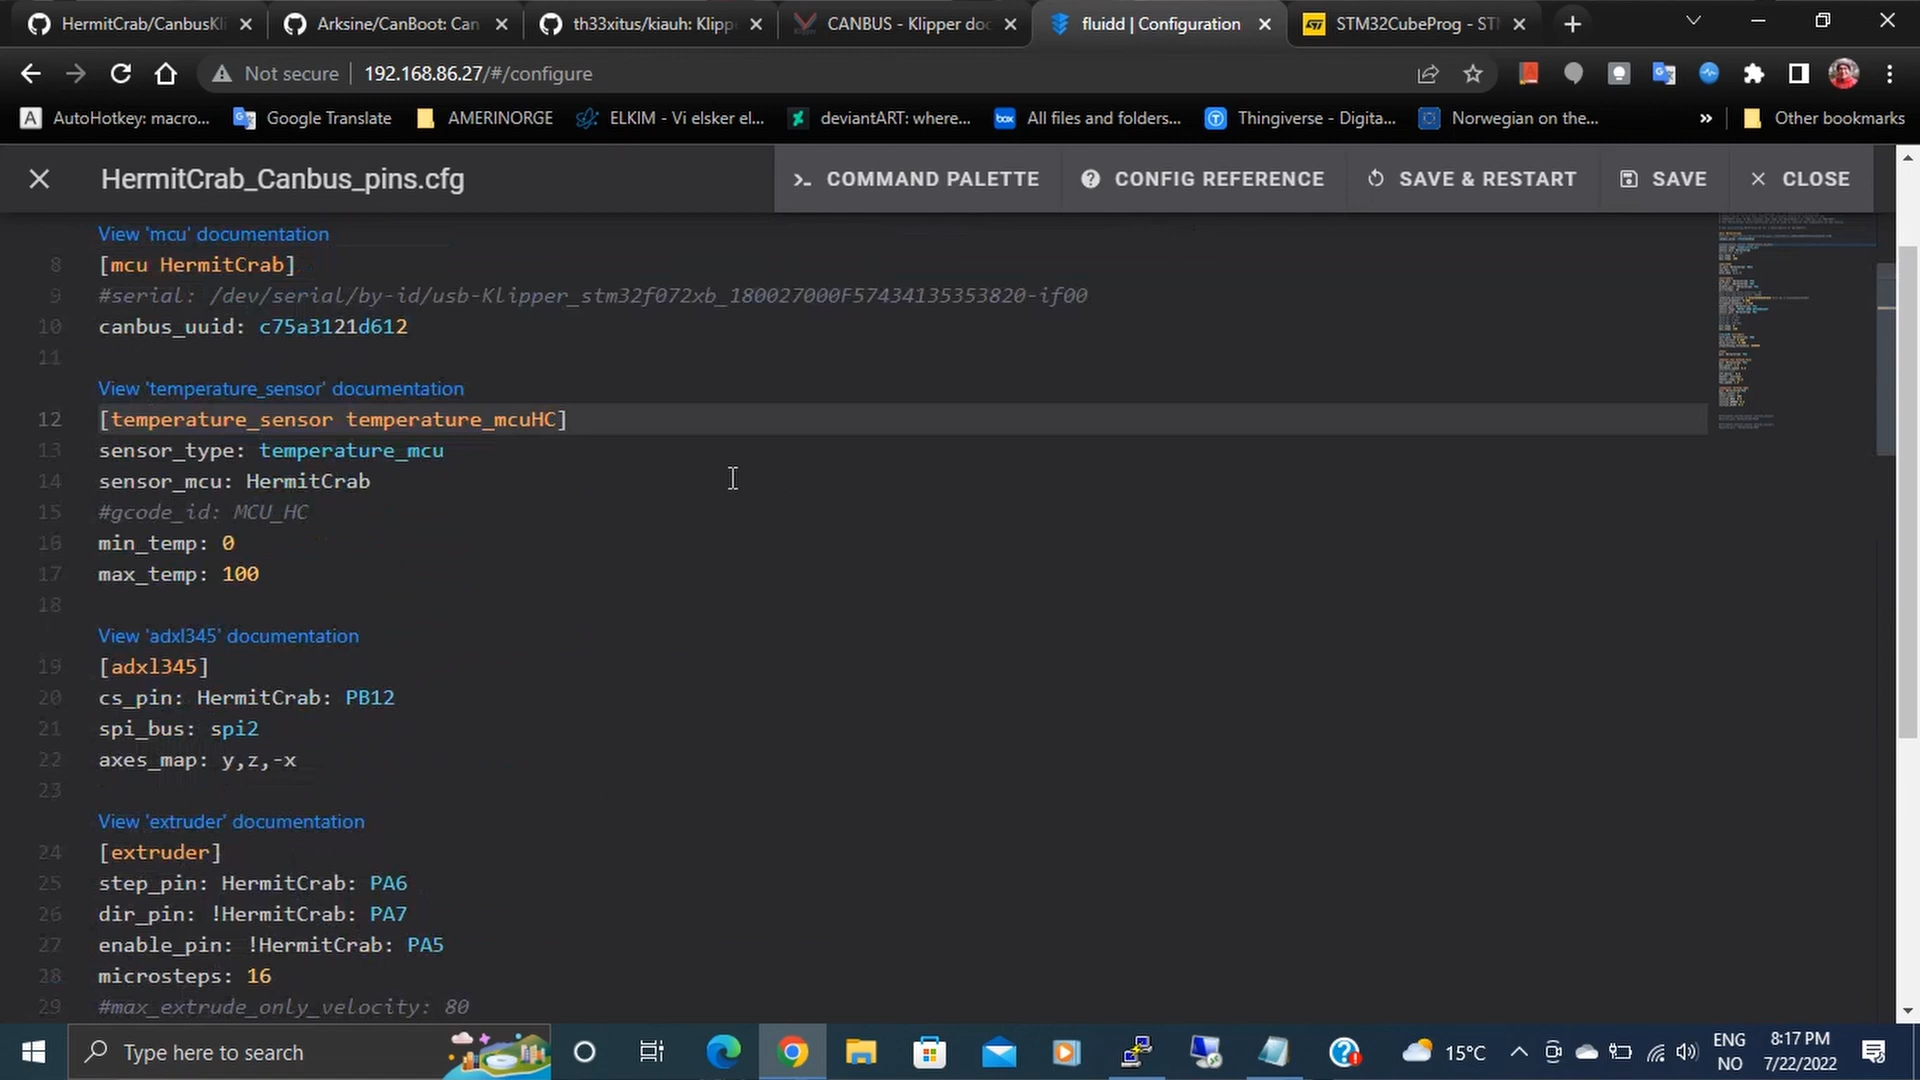 HermitCrab/CanbusKli
Arksine/CanBoot: Can
th33xitus/kiauh: Klipp
CANBUS - Klipper doc
fluidd | Configuration
STM32CubeProg - STM
Not secure
192.168.86.27/#/configure
AutoHotkey: macro...
Google Translate
AMERINORGE
ELKIM - Vi elsker el...
deviantART: where...
All files and folders...
Thingiverse - Digita...
Norwegian on the...
»
Other bookmarks
HermitCrab_Canbus_pins.cfg
COMMAND PALETTE
CONFIG REFERENCE
SAVE & RESTART
SAVE
CLOSE
View 'mcu' documentation
8 [mcu HermitCrab]
9 #serial: /dev/serial/by-id/usb-Klipper_stm32f072xb_180027000F57434135353820-if00
10 canbus_uuid: c75a3121d612
11
View 'temperature_sensor' documentation
12 [temperature_sensor temperature_mcuHC]
13 sensor_type: temperature_mcu
14 sensor_mcu: HermitCrab
15 #gcode_id: MCU_HC
16 min_temp: 0
17 max_temp: 100
18
View 'adxl345' documentation
19 [adxl345]
20 cs_pin: HermitCrab: PB12
21 spi_bus: spi2
22 axes_map: y,z,-x
23
View 'extruder' documentation
24 [extruder]
25 step_pin: HermitCrab: PA6
26 dir_pin: !HermitCrab: PA7
27 enable_pin: !HermitCrab: PA5
28 microsteps: 16
29 #max_extrude_only_velocity: 80
Type here to search
15°C
ENG
NO
8:17 PM
7/22/2022